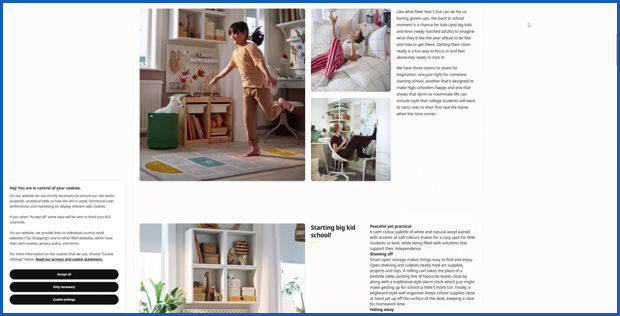 Like what New Year's Eve can do for us
boring grown-ups, the back to school
moment is a chance for kids (and big kids
and even newly hatched adults) to imagine
what they'd like the year ahead to be like
and how to get there. Getting their room
ready is a fun way to focus in and feel
absolutely ready to rock it!
We have three rooms to share for
inspiration; one just right for someone
starting school, another that's designed to
make high schoolers happy and one that
shows that dorm-or-roommate life can
include style that college students will want
to carry over to their first real-life home
when the time comes.
Hej! You are in control of your cookies.
On our website we use strictly necessary to ensure our site works
properly), analytical (tells us how the site is used), functional (user
preferences) and marketing (to display relevant ads) cookies.
If you select "Accept all" some data will be sent to third non-EEA
countries.
On our website, we provide links to individual country retail
websites ("Go Shopping") and to other IKEA websites, which have
their own cookies, privacy policy, and terms.
For more information on the cookies that we use, choose "Cookie
settings" below. Read our privacy and cookie statement.
Accept all
Only necessary
Cookie settings
Starting big kid
school!
Peaceful yet practical
A calm colour palette of white and natural wood paired
with accents of soft colours makes for a cosy spot for little
students to land, while being filled with solutions that
support their independence.
Showing off
Smart open storage makes things easy to find and enjoy.
Open shelving and cubbies neatly hold art supplies,
projects and toys. A rolling cart takes the place of a
bedside table, putting lots of favourite books close by
along with a traditional style alarm clock which just might
make getting up for school (a WOW!) more fun. Finally, a
pegboard style wall organiser keeps school supplies close
at hand yet up off the surface of the desk, keeping it clear
for homework time.
Hiding away